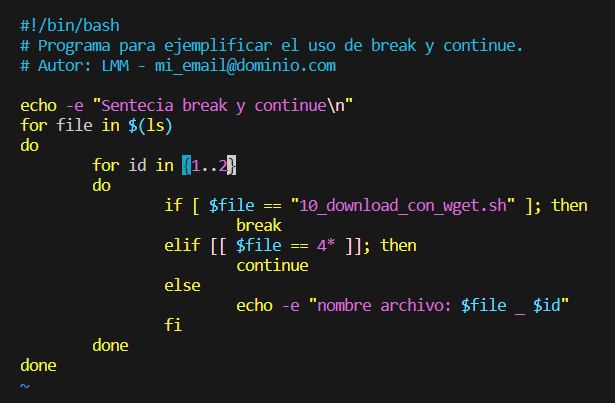 #!/bin/bash
# Programa para ejemplificar el uso de break y continue.
# Autor: LMM - mi_email@dominio.com

echo -e "Sentecia break y continue\n"
for file in $(ls)
do
        for id in {1..2}
        do
                if [ $file == "10_download_con_wget.sh" ]; then
                        break
                elif [[ $file == 4* ]]; then
                        continue
                else
                        echo -e "nombre archivo: $file _ $id"
                fi
        done
done
~